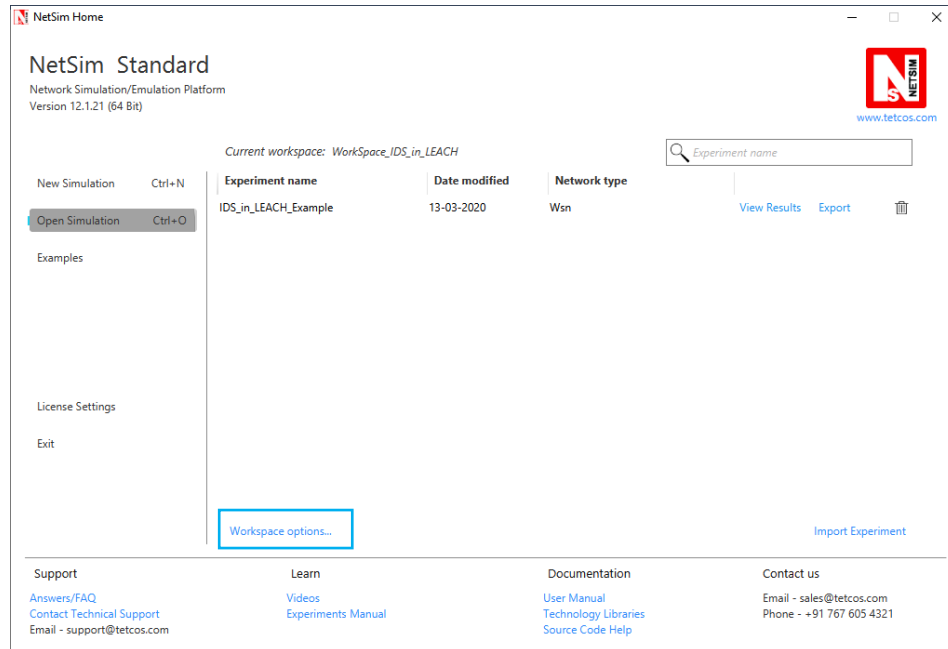 NetSim Home
NetSim Standard
Network Simulation/Emulation Platform
Version 12.1.21 (64 Bit)
NS NETSIM
www.tetcos.com
Current workspace: WorkSpace_IDS_in_LEACH
Experiment name
New Simulation Ctrl+N
Open Simulation Ctrl+O
Examples
License Settings
Exit
Experiment name Date modified Network type
IDS_in_LEACH_Example 13-03-2020 Wsn View Results Export
Workspace options...
Import Experiment
Support
Answers/FAQ
Contact Technical Support
Email - support@tetcos.com
Learn
Videos
Experiments Manual
Documentation
User Manual
Technology Libraries
Source Code Help
Contact us
Email - sales@tetcos.com
Phone - +91 767 605 4321